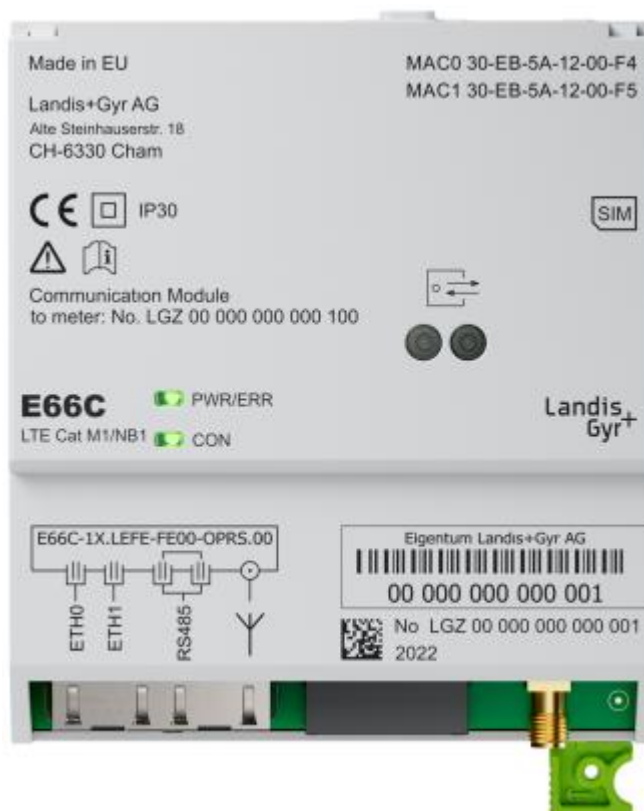 Made in EU
MAC0 30-EB-5A-12-00-F4
MAC1 30-EB-5A-12-00-F5
Landis+Gyr AG
Alte Steinhauserstr. 18
CH-6330 Cham
CE
IP30
SIM
Communication Module
to meter: No. LGZ 00 000 000 000 100
E66C
PWR/ERR
LTE Cat M1/NB1
CON
Landis
Gyr+
E66C-1X.LEFE-FE00-OPRS.00
ETH0
ETH1
RS485
Eigentum Landis+Gyr AG
00 000 000 000 001
No LGZ 00 000 000 000 001
2022